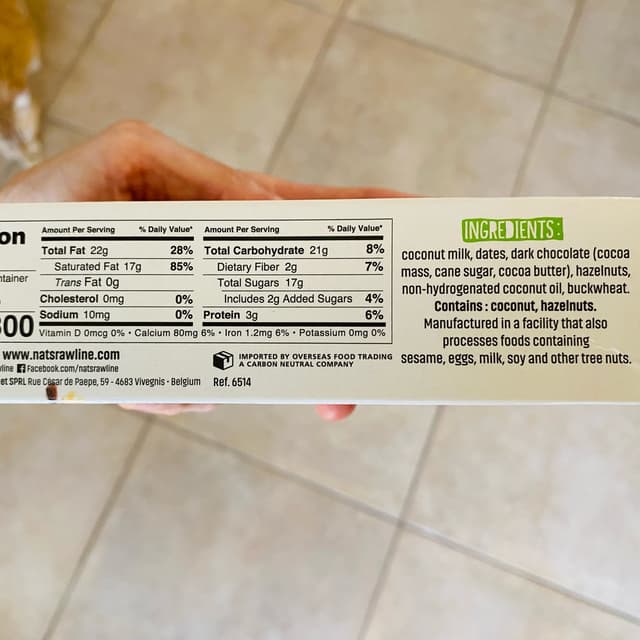 on
Amount Per Serving % Daily Value*
Total Fat 22g 28%
Saturated Fat 17g 85%
Trans Fat 0g
Cholesterol 0mg 0%
Sodium 10mg 0%
Amount Per Serving % Daily Value*
Total Carbohydrate 21g 8%
Dietary Fiber 2g 7%
Total Sugars 17g
Includes 2g Added Sugars 4%
Protein 3g 6%
ntainer
300
Vitamin D 0mcg 0% • Calcium 80mg 6% • Iron 1.2mg 6% • Potassium 0mg 0%
www.natsrawline.com
line Facebook.com/natsrawline
et SPRL Rue César de Paepe, 59 - 4683 Vivegnis - Belgium Ref. 6514
IMPORTED BY OVERSEAS FOOD TRADING
A CARBON NEUTRAL COMPANY
INGREDIENTS:
coconut milk, dates, dark chocolate (cocoa
mass, cane sugar, cocoa butter), hazelnuts,
non-hydrogenated coconut oil, buckwheat.
Contains : coconut, hazelnuts.
Manufactured in a facility that also
processes foods containing
sesame, eggs, milk, soy and other tree nuts.